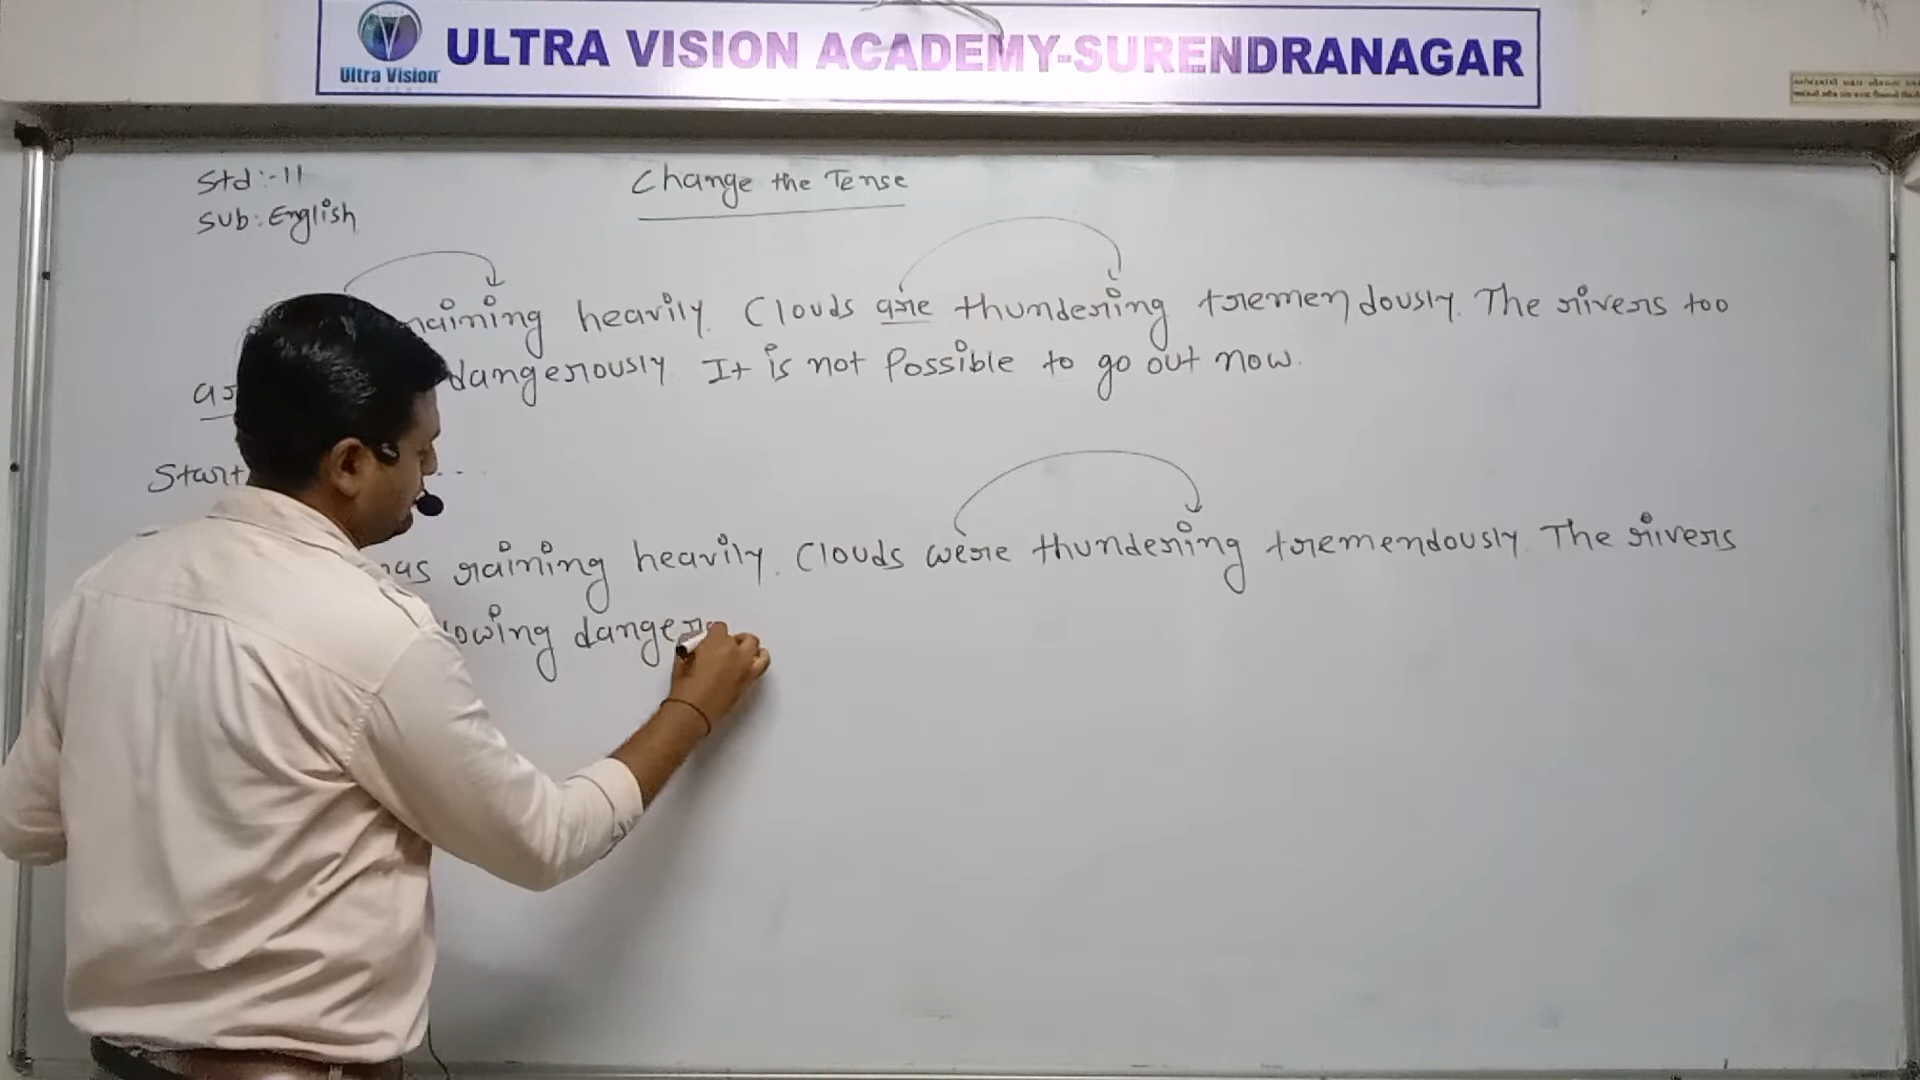 Ultra Vision
ULTRA VISION ACADEMY-SURENDRANAGAR
Std:-11
Change the Tense
Sub: English
raining heavily. Clouds are thundering tremendously. The rivers too
dangerously. It is not Possible to go out now.
Start
was raining heavily. Clouds were thundering tremendously. The rivers